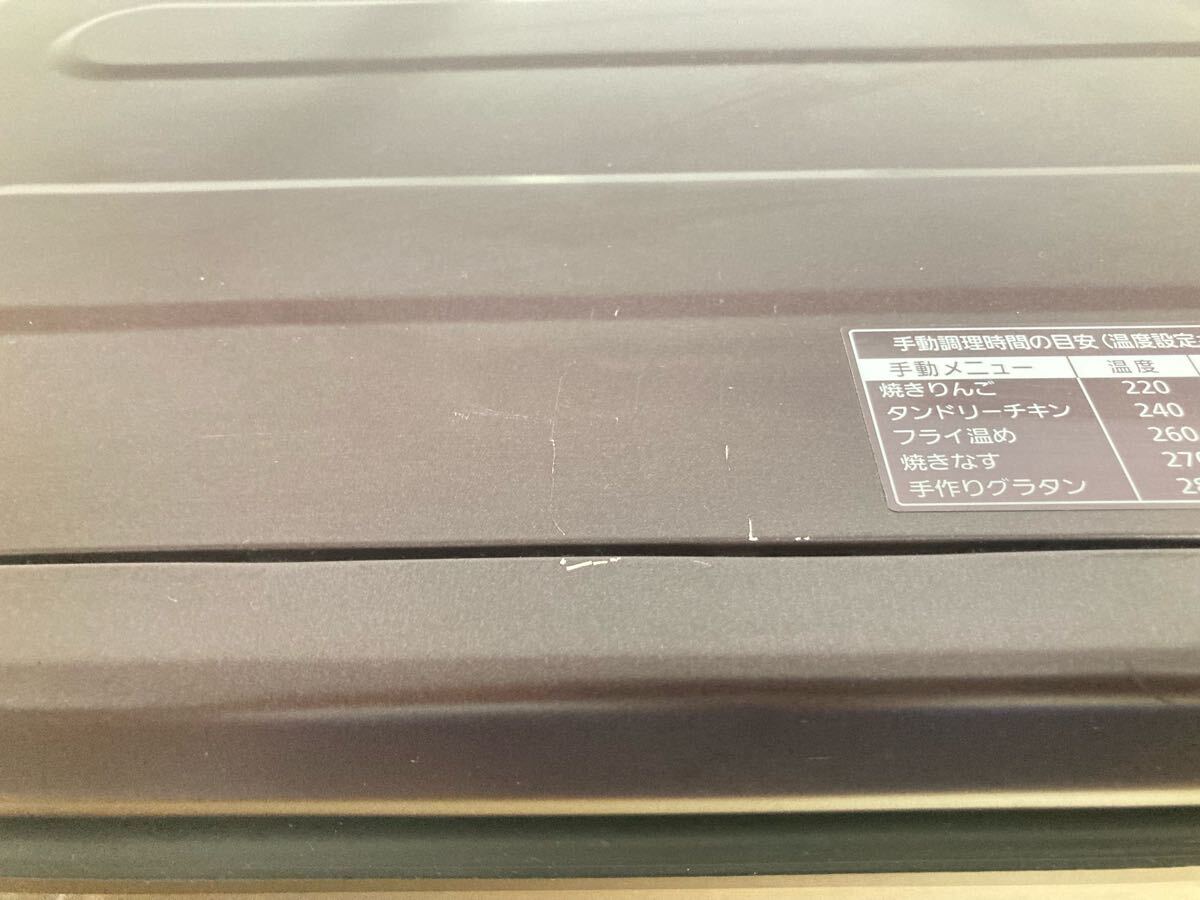 手動調理時間の目安(温度設定
手動メニュー 温度
焼きりんご 220
タンドリーチキン 240
フライ温め 260
焼きなす 270
手作りグラタン